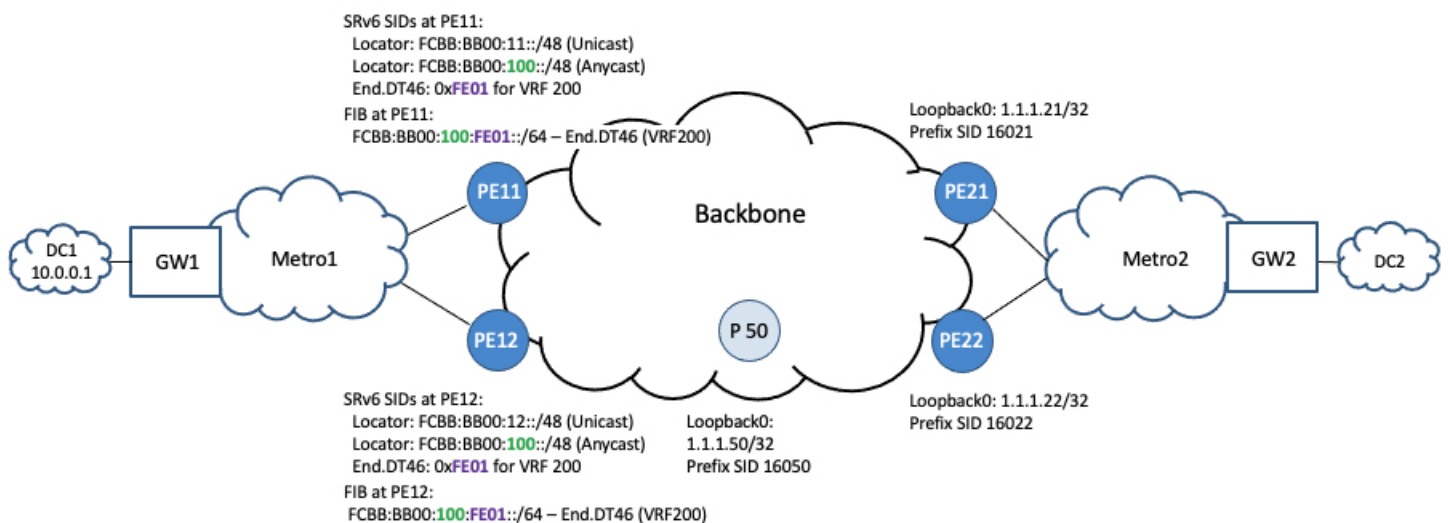 SRv6 SIDs at PE11:
Locator: FCBB:BB00:11::/48 (Unicast)
Locator: FCBB:BB00:100::/48 (Anycast)
End.DT46: 0xFE01 for VRF 200
FIB at PE11:
FCBB:BB00:100:FE01::/64 – End.DT46 (VRF200)
Loopback0: 1.1.1.21/32
Prefix SID 16021
PE11
PE21
Backbone
DC1
10.0.0.1
GW1
Metro1
Metro2
GW2
DC2
PE12
P 50
PE22
SRv6 SIDs at PE12:
Locator: FCBB:BB00:12::/48 (Unicast)
Locator: FCBB:BB00:100::/48 (Anycast)
End.DT46: 0xFE01 for VRF 200
FIB at PE12:
FCBB:BB00:100:FE01::/64 – End.DT46 (VRF200)
Loopback0:
1.1.1.50/32
Prefix SID 16050
Loopback0: 1.1.1.22/32
Prefix SID 16022